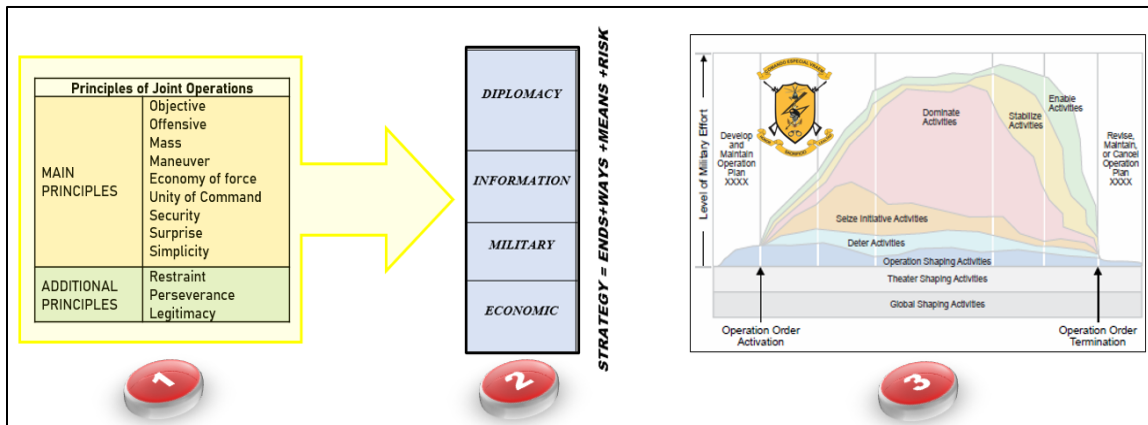 Principles of Joint Operations
MAIN
PRINCIPLES
Objective
Offensive
Mass
Maneuver
Economy of force
Unity of Command
Security
Surprise
Simplicity
ADDITIONAL
PRINCIPLES
Restraint
Perseverance
Legitimacy
1
DIPLOMACY
INFORMATION
MILITARY
ECONOMIC
2
STRATEGY = ENDS+WAYS +MEANS +RISK
Level of Military Effort
Develop
and
Maintain
Operation
Plan
XXXX
Dominate
Activities
Stabilize
Activities
Enable
Activities
Revise,
Maintain,
or Cancel
Operation
Plan
XXXX
Seize Initiative Activities
Deter Activities
Operation Shaping Activities
Theater Shaping Activities
Global Shaping Activities
Operation Order
Activation
Operation Order
Termination
3